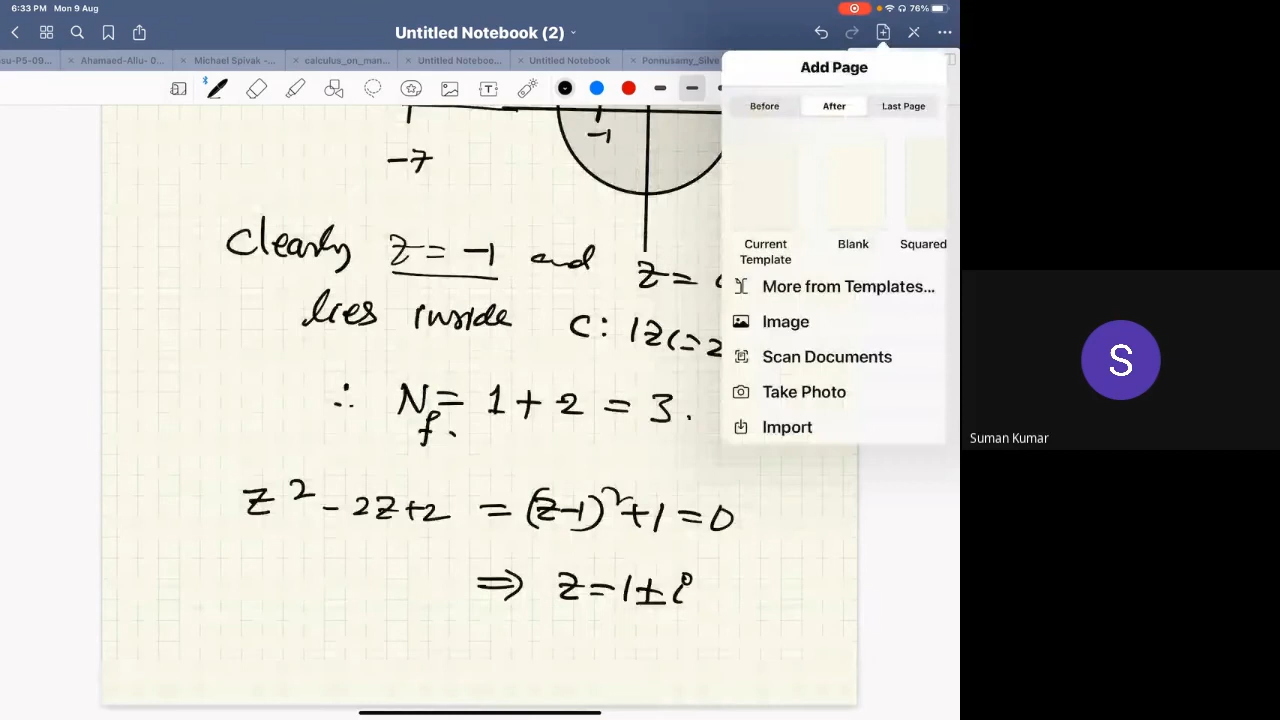 6:33 PM Mon 9 Aug
76%
Untitled Notebook (2)
su-P5-09...
Ahamaed-Allu- 0...
Michael Spivak -...
calculus_on_man...
Untitled Noteboo...
Untitled Notebook
Ponnusamy_Silve
Add Page
Before After Last Page
Current Template
Blank
Squared
More from Templates...
Image
Scan Documents
Take Photo
Import
-7
-1
Clearly z = -1 and z =
lies inside C: |z|=2
∴ N_f = 1 + 2 = 3.
z² - 2z + 2 = (z-1)² + 1 = 0
⇒ z = 1 ± i
S
Suman Kumar